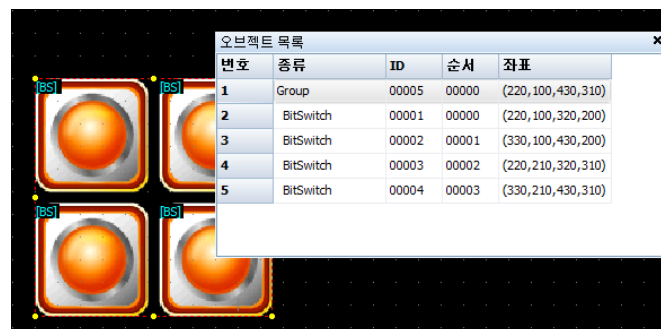 오브젝트 목록 ×
번호 종류 ID 순서 좌표
1 Group 00005 00000 (220,100,430,310)
2 BitSwitch 00001 00000 (220,100,320,200)
3 BitSwitch 00002 00001 (330,100,430,200)
4 BitSwitch 00003 00002 (220,210,320,310)
5 BitSwitch 00004 00003 (330,210,430,310)
[BS] [BS]
[BS] [BS]